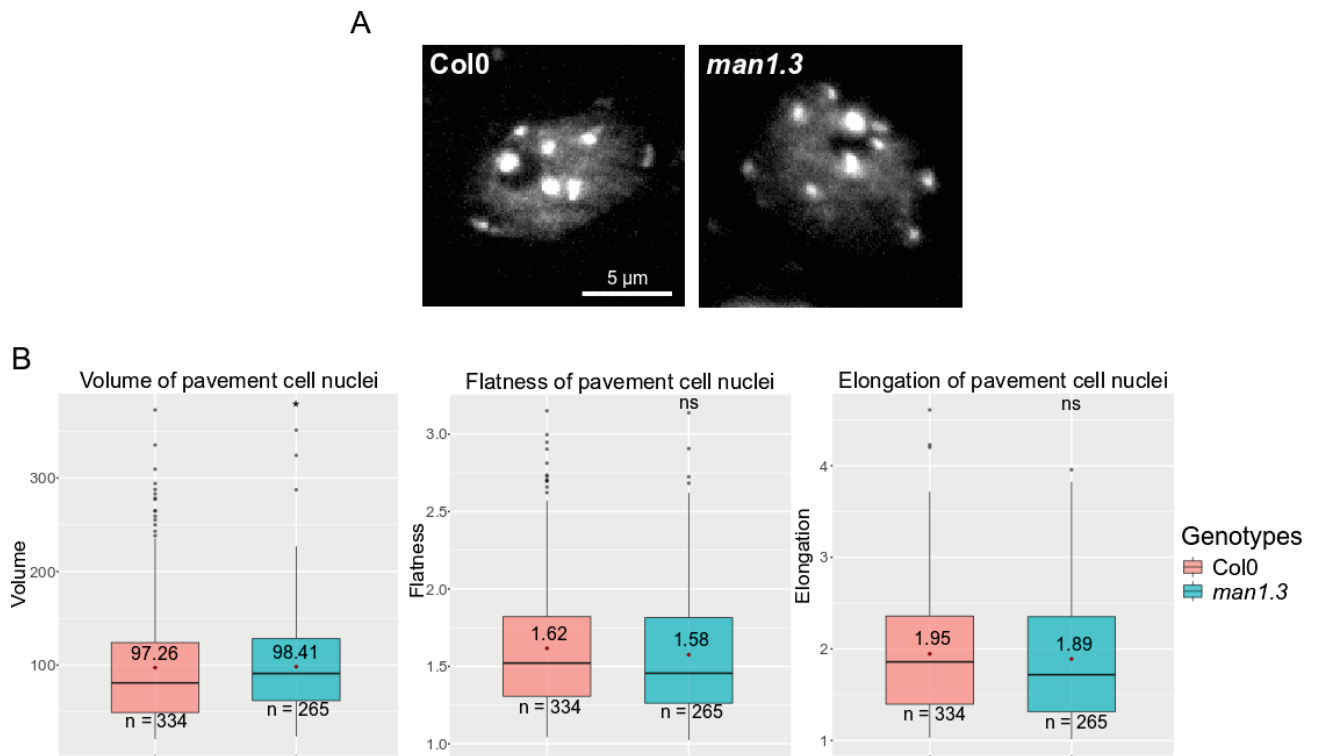 A
Col0
man1.3
5 µm
B
Volume of pavement cell nuclei
Flatness of pavement cell nuclei
Elongation of pavement cell nuclei
*
ns
ns
Volume
300
200
100
97.26
98.41
n = 334
n = 265
Flatness
3.0
2.5
2.0
1.5
1.0
1.62
1.58
n = 334
n = 265
Elongation
4
3
2
1
1.95
1.89
n = 334
n = 265
Genotypes
Col0
man1.3